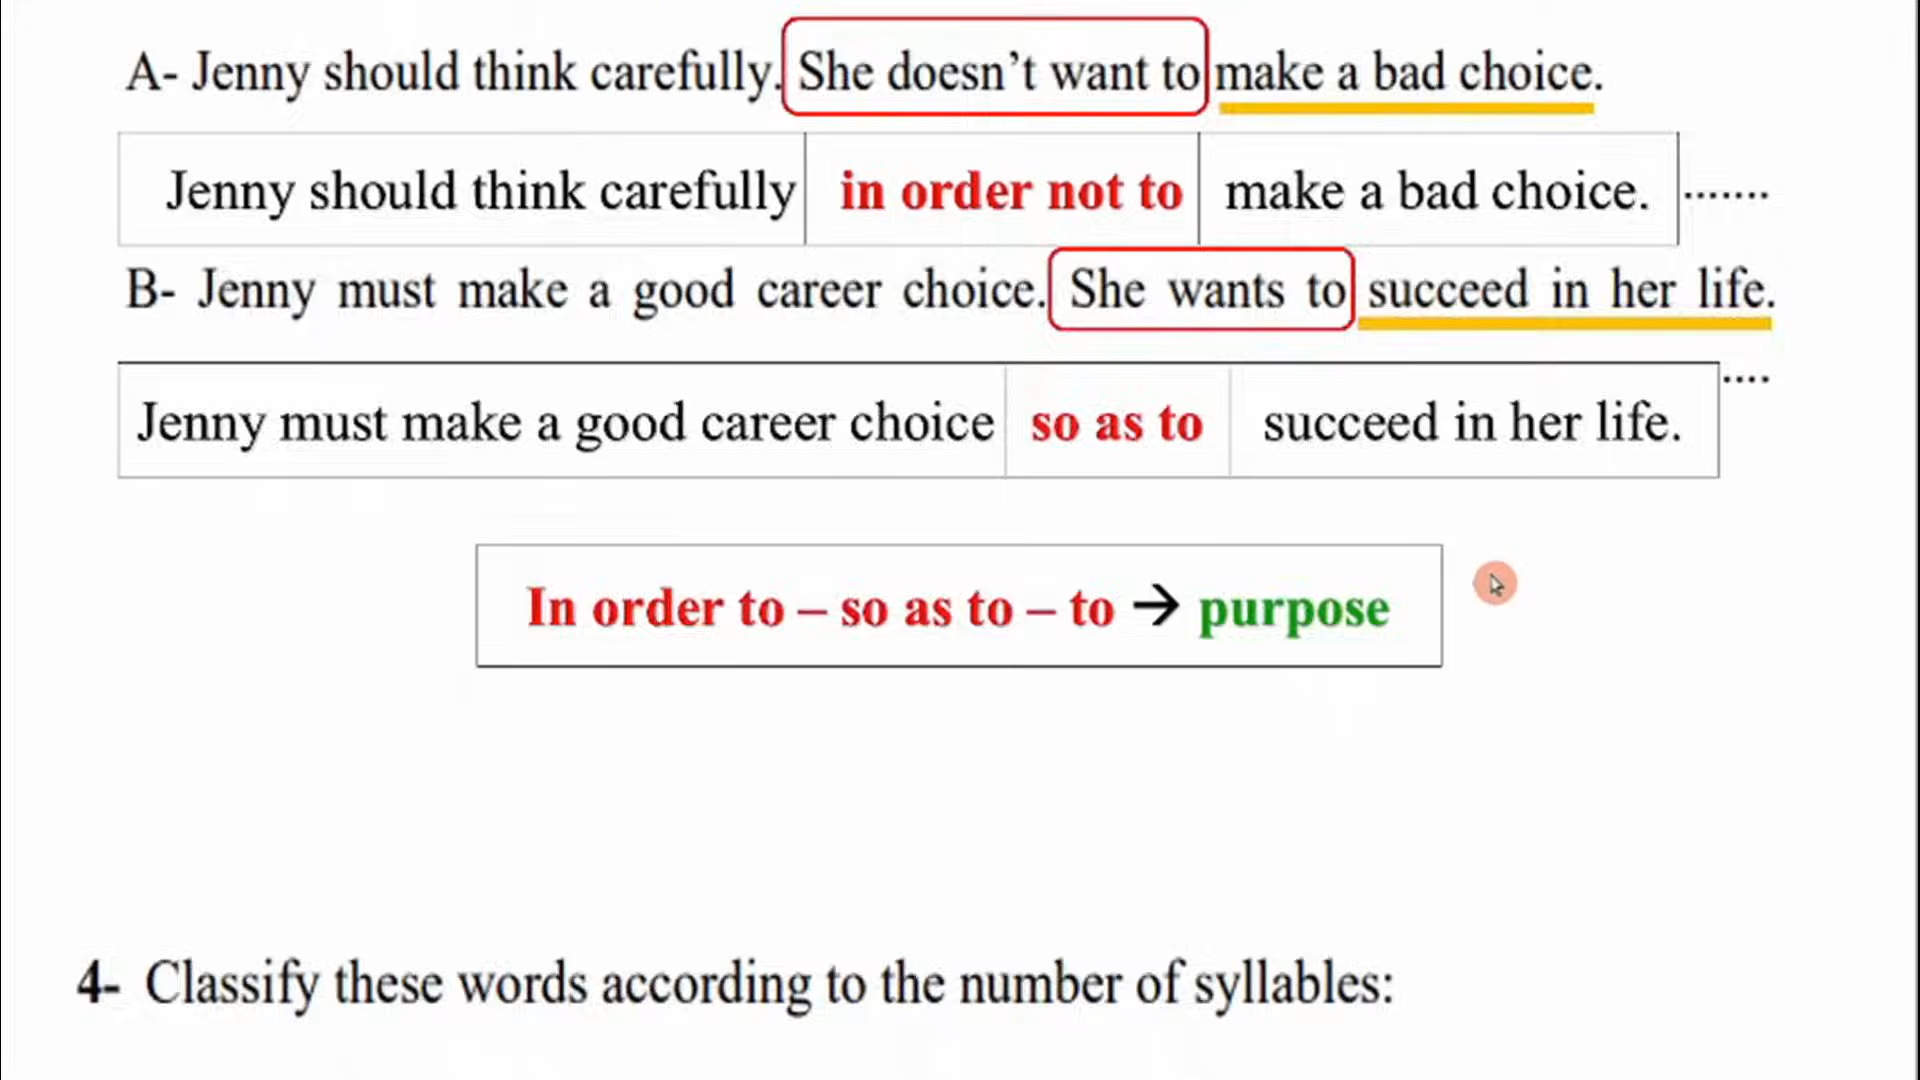 A- Jenny should think carefully. She doesn’t want to make a bad choice.
Jenny should think carefully in order not to make a bad choice. .......
B- Jenny must make a good career choice. She wants to succeed in her life.
....
Jenny must make a good career choice so as to succeed in her life.
In order to – so as to – to → purpose
4- Classify these words according to the number of syllables: